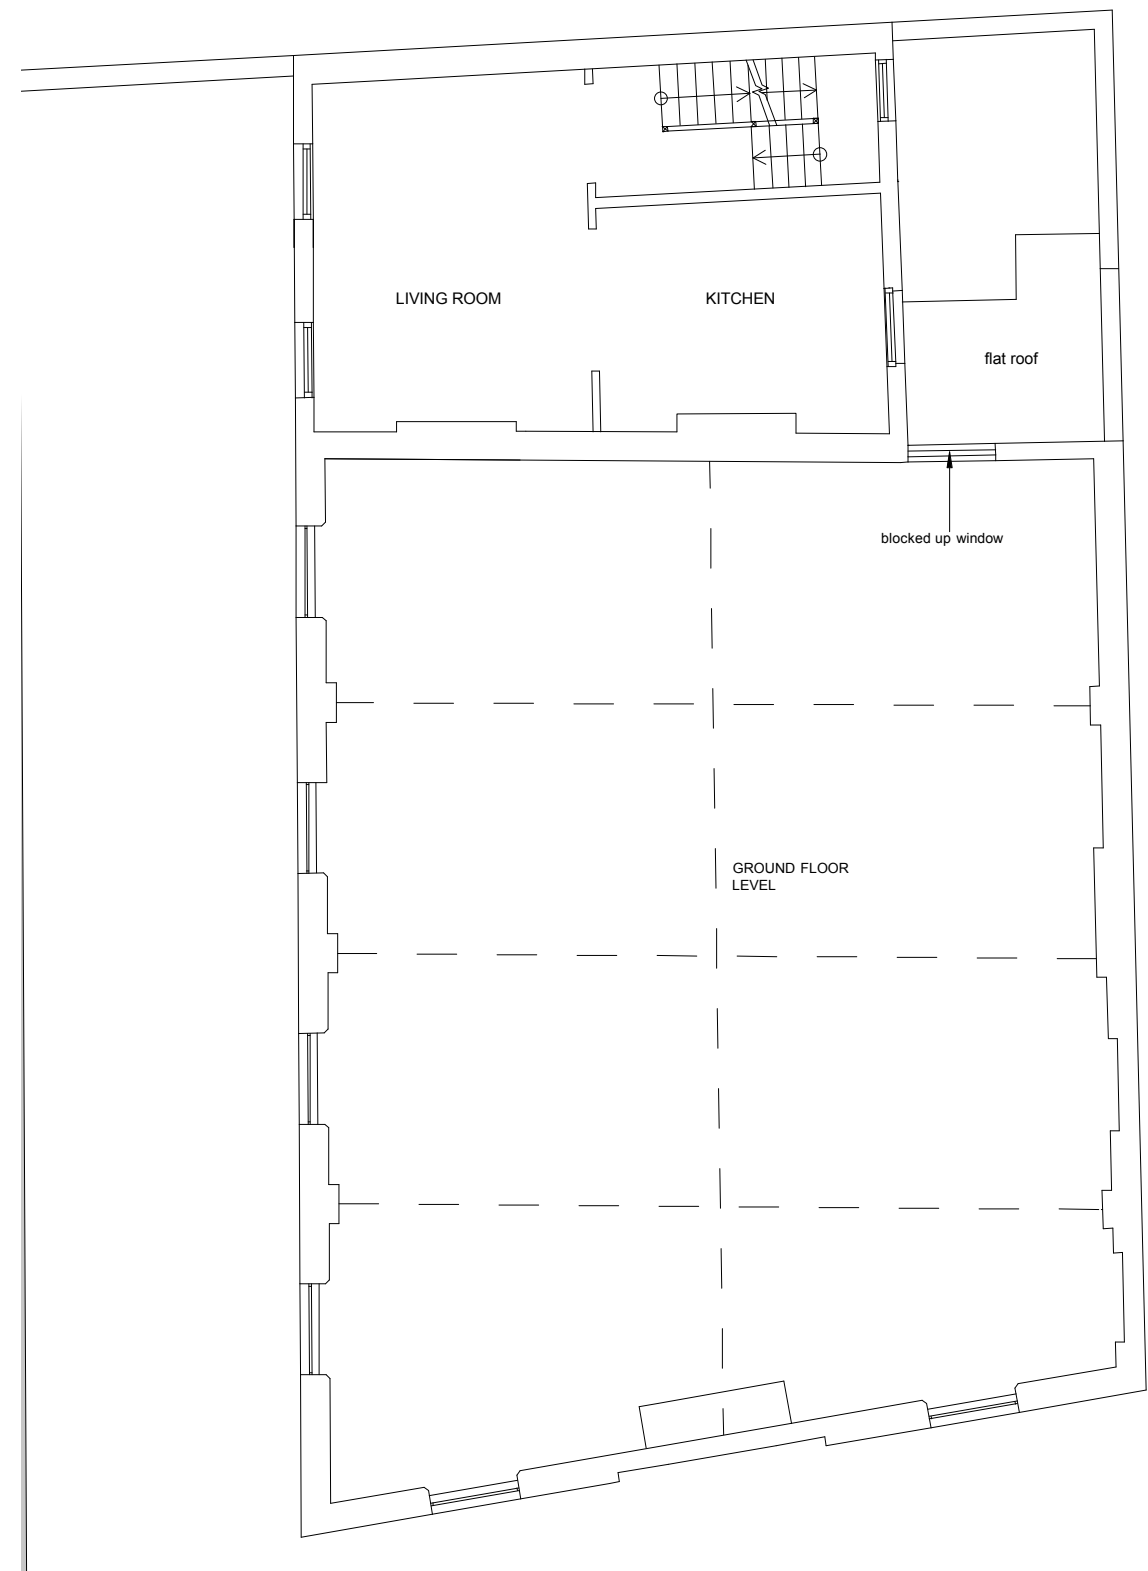 LIVING ROOM
KITCHEN
flat roof
blocked up window
GROUND FLOOR
LEVEL